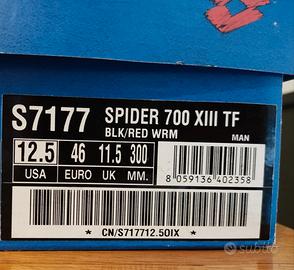 S7177 SPIDER 700 XIII TF
BLK/RED WRM
MAN
12.5 46 11.5 300
USA EURO UK MM.
8 059136 402358
* CN/S717712.50IX *
subito